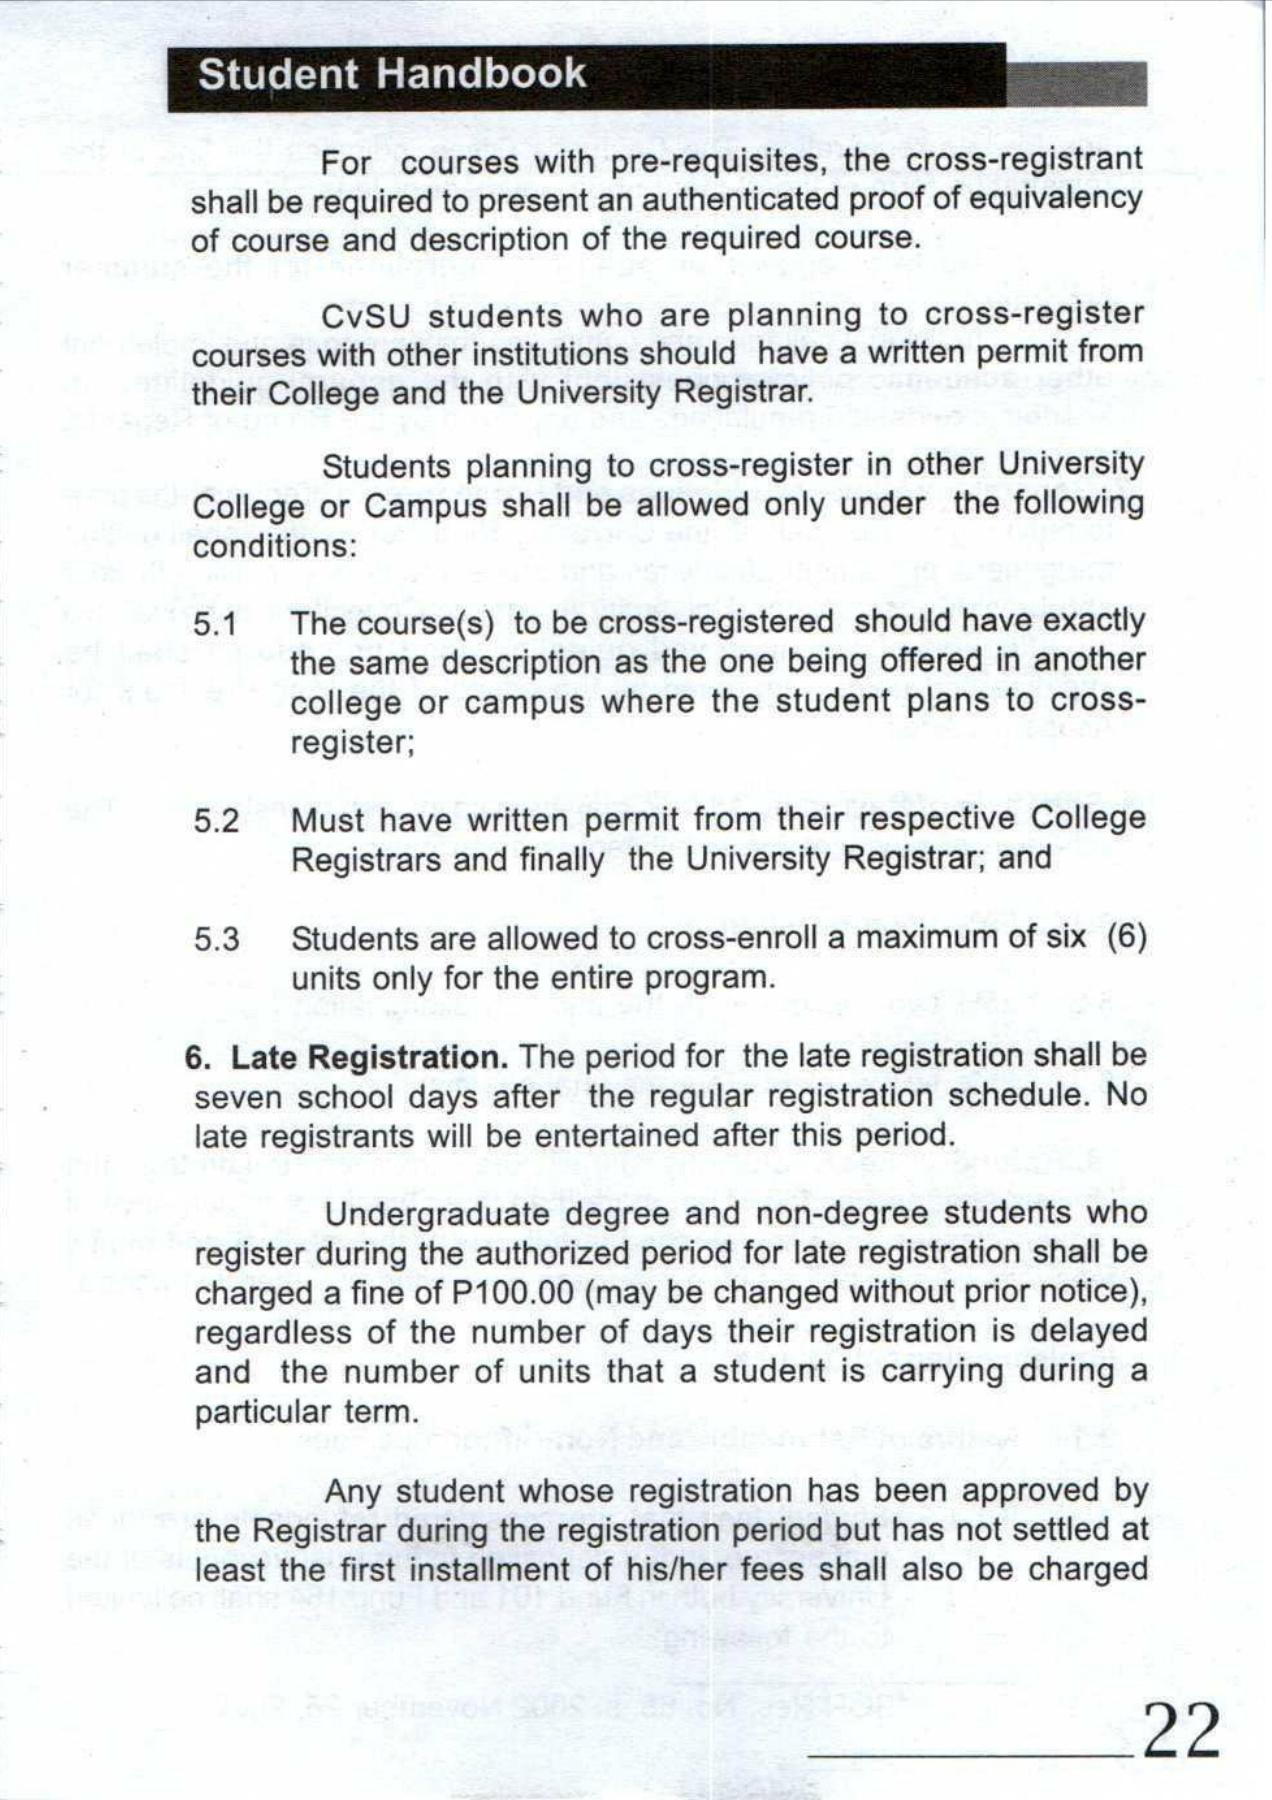 Student Handbook
For courses with pre-requisites, the cross-registrant
shall be required to present an authenticated proof of equivalency
of course and description of the required course.
CvSU students who are planning to cross-register
courses with other institutions should have a written permit from
their College and the University Registrar.
Students planning to cross-register in other University
College or Campus shall be allowed only under the following
conditions:
5.1 The course(s) to be cross-registered should have exactly
the same description as the one being offered in another
college or campus where the student plans to cross-
register;
5.2 Must have written permit from their respective College
Registrars and finally the University Registrar; and
5.3 Students are allowed to cross-enroll a maximum of six (6)
units only for the entire program.
6. Late Registration. The period for the late registration shall be
seven school days after the regular registration schedule. No
late registrants will be entertained after this period.
Undergraduate degree and non-degree students who
register during the authorized period for late registration shall be
charged a fine of P100.00 (may be changed without prior notice),
regardless of the number of days their registration is delayed
and the number of units that a student is carrying during a
particular term.
Any student whose registration has been approved by
the Registrar during the registration period but has not settled at
least the first installment of his/her fees shall also be charged
22